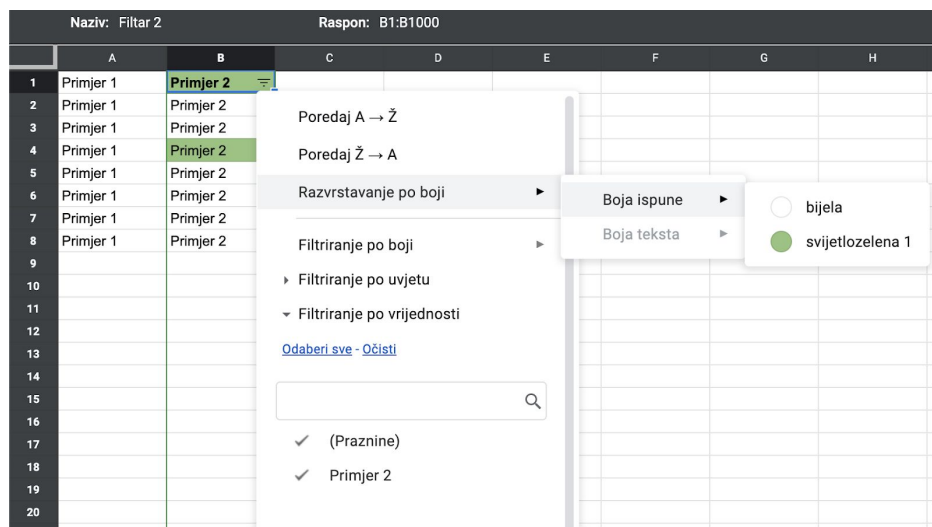 Naziv: Filtar 2 Raspon: B1:B1000
A B C D E F G H
1 Primjer 1 Primjer 2
2 Primjer 1 Primjer 2
3 Primjer 1 Primjer 2
4 Primjer 1 Primjer 2
5 Primjer 1 Primjer 2
6 Primjer 1 Primjer 2
7 Primjer 1 Primjer 2
8 Primjer 1 Primjer 2
9
10
11
12
13
14
15
16
17
18
19
20
Poredaj A → Ž
Poredaj Ž → A
Razvrstavanje po boji
Filtriranje po boji
Filtriranje po uvjetu
Filtriranje po vrijednosti
Odaberi sve - Očisti
(Praznine)
Primjer 2
Boja ispune
Boja teksta
bijela
svijetlozelena 1